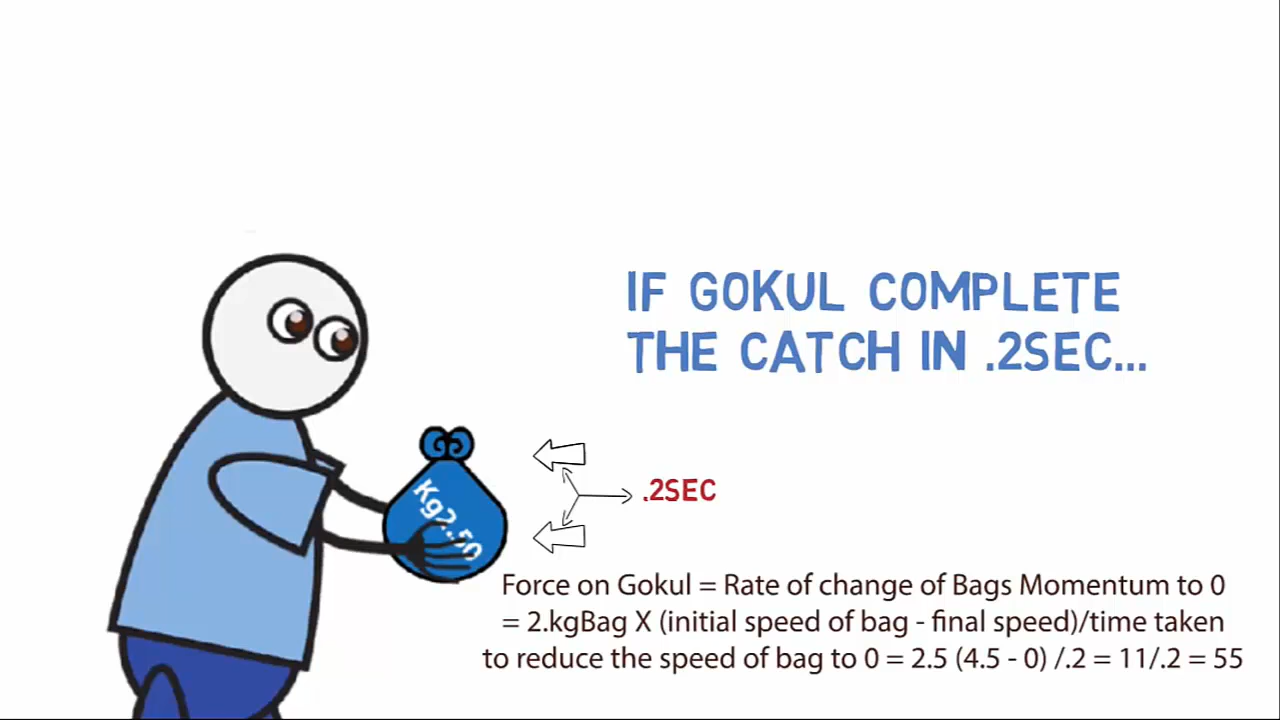 IF GOKUL COMPLETE
THE CATCH IN .2SEC...
Kg2.50
.2SEC
Force on Gokul = Rate of change of Bags Momentum to 0
= 2.kgBag X (initial speed of bag - final speed)/time taken
to reduce the speed of bag to 0 = 2.5 (4.5 - 0) /.2 = 11/.2 = 55